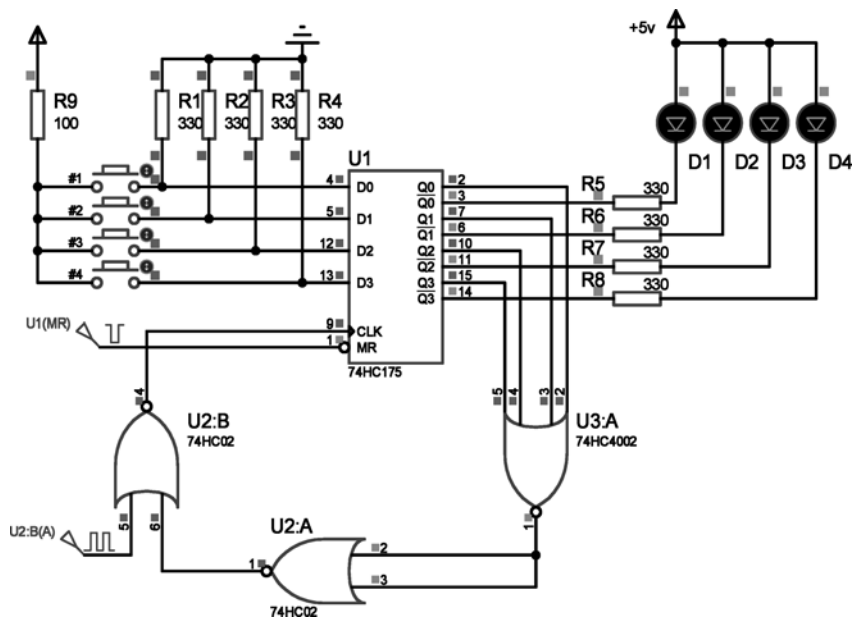 +5v
R9
100
R1
330
R2
330
R3
330
R4
330
D1
D2
D3
D4
U1
#1
#2
#3
#4
4
D0
5
D1
12
D2
13
D3
9
CLK
1
MR
Q0
2
Q0
3
Q1
7
Q1
6
Q2
10
Q2
11
Q3
15
Q3
14
74HC175
R5
330
R6
330
R7
330
R8
330
U1(MR)
4
U2:B
74HC02
5
6
U2:B(A)
5
4
3
2
U3:A
74HC4002
1
U2:A
1
2
3
74HC02